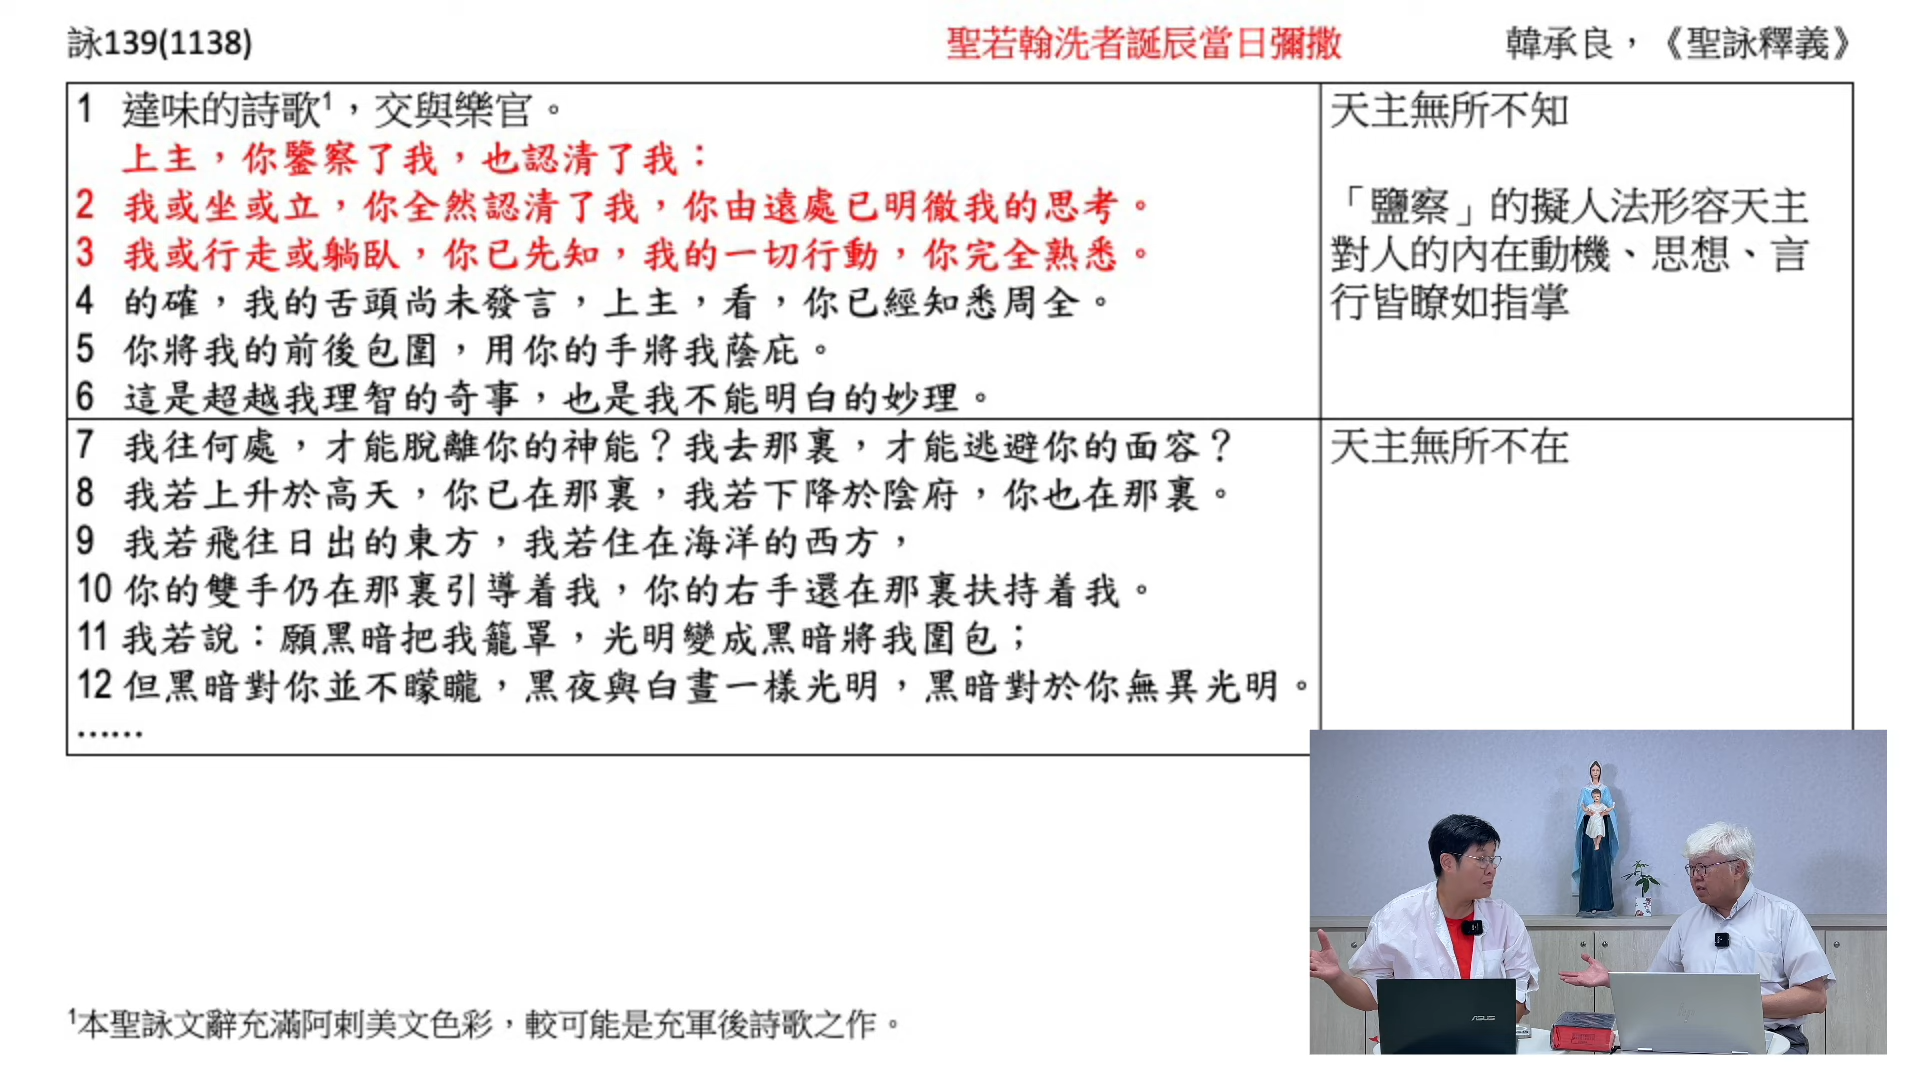 詠139(1138)
聖若翰洗者誕辰當日彌撒
韓承良，《聖詠釋義》
1 達味的詩歌¹，交與樂官。
上主，你鑒察了我，也認清了我：
2 我或坐或立，你全然認清了我，你由遠處已明徹我的思考。
3 我或行走或躺臥，你已先知，我的一切行動，你完全熟悉。
4 的確，我的舌頭尚未發言，上主，看，你已經知悉周全。
5 你將我的前後包圍，用你的手將我蔭庇。
6 這是超越我理智的奇事，也是我不能明白的妙理。
天主無所不知
「鹽察」的擬人法形容天主
對人的內在動機、思想、言
行皆瞭如指掌
7 我往何處，才能脫離你的神能？我去那裏，才能逃避你的面容？
8 我若上升於高天，你已在那裏，我若下降於陰府，你也在那裏。
9 我若飛往日出的東方，我若住在海洋的西方，
10 你的雙手仍在那裏引導着我，你的右手還在那裏扶持着我。
11 我若說：願黑暗把我籠罩，光明變成黑暗將我圍包；
12 但黑暗對你並不矇矓，黑夜與白晝一樣光明，黑暗對於你無異光明。
……
天主無所不在
¹本聖詠文辭充滿阿剌美文色彩，較可能是充軍後詩歌之作。
ASUS